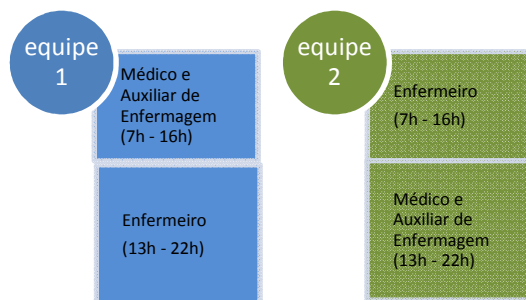 equipe
1
Médico e
Auxiliar de
Enfermagem
(7h - 16h)
Enfermeiro
(13h - 22h)
equipe
2
Enfermeiro
(7h - 16h)
Médico e
Auxiliar de
Enfermagem
(13h - 22h)